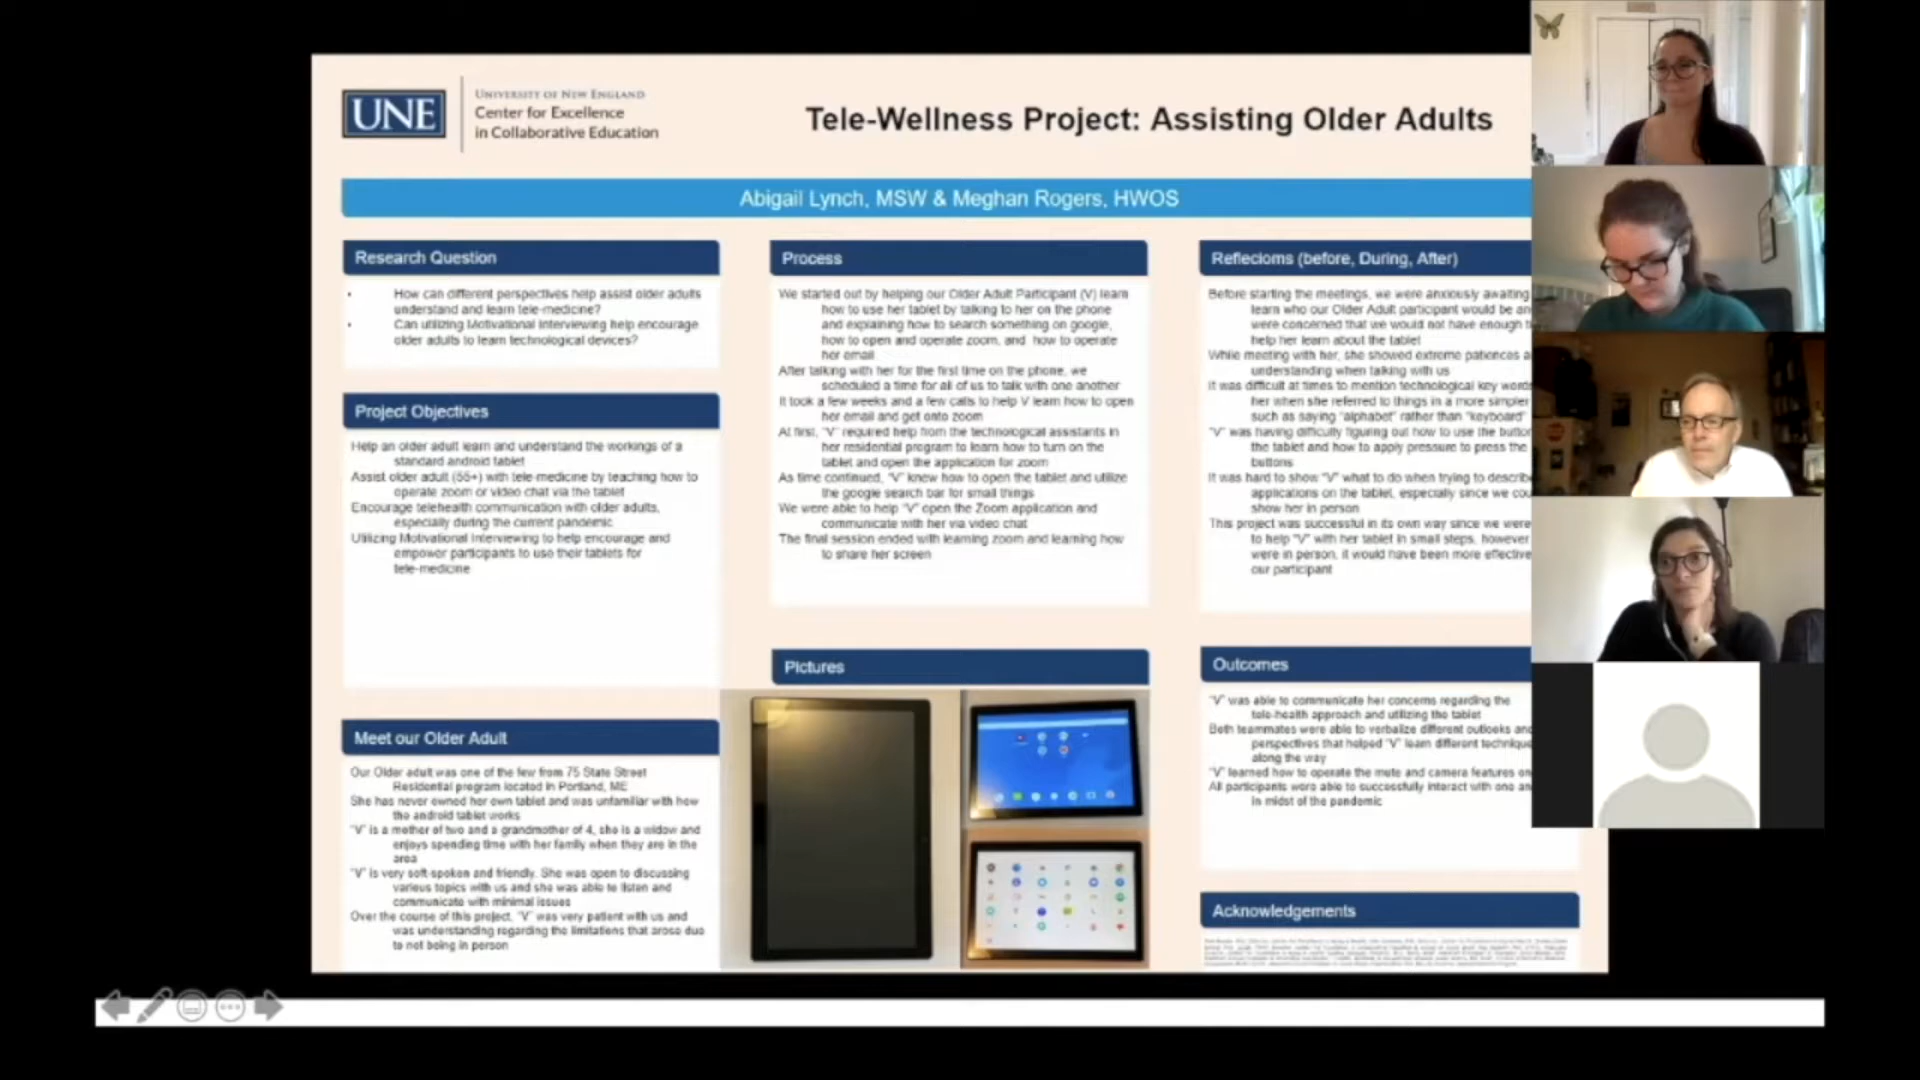 UNE
UNIVERSITY OF NEW ENGLAND
Center for Excellence
in Collaborative Education
Tele-Wellness Project: Assisting Older Adults
Abigail Lynch, MSW & Meghan Rogers, HWOS
Research Question
How can different perspectives help assist older adults
understand and learn tele-medicine?
Can utilizing Motivational Interviewing help encourage
older adults to learn technological devices?
Project Objectives
Help an older adult learn and understand the workings of a
standard android tablet
Assist older adult (55+) with tele-medicine by teaching how to
operate zoom or video chat via the tablet
Encourage telehealth communication with older adults,
especially during the current pandemic
Utilizing Motivational Interviewing to help encourage and
empower participants to use their tablets for
tele-medicine
Meet our Older Adult
Our Older adult was one of the few from 75 State Street
Residential program located in Portland, ME
She has never owned her own tablet and was unfamiliar with how
the android tablet works
"V" is a mother of two and a grandmother of 4, she is a widow and
enjoys spending time with her family when they are in the
area
"V" is very soft-spoken and friendly. She was open to discussing
various topics with us and she was able to listen and
communicate with minimal issues
Over the course of this project, "V" was very patient with us and
was understanding regarding the limitations that arose due
to not being in person
Process
We started out by helping our Older Adult Participant (V) learn
how to use her tablet by talking to her on the phone
and explaining how to search something on google,
how to open and operate zoom, and how to operate
her email
After talking with her for the first time on the phone, we
scheduled a time for all of us to talk with one another
It took a few weeks and a few calls to help V learn how to open
her email and get onto zoom
At first, "V" required help from the technological assistants in
her residential program to learn how to turn on the
tablet and open the application for zoom
As time continued, "V" knew how to open the tablet and utilize
the google search bar for small things
We were able to help "V" open the Zoom application and
communicate with her via video chat
The final session ended with learning zoom and learning how
to share her screen
Pictures
Reflecioms (before, During, After)
Before starting the meetings, we were anxiously awaiting
learn who our Older Adult participant would be an
were concerned that we would not have enough t
help her learn about the tablet
While meeting with her, she showed extreme patiences a
understanding when talking with us
It was difficult at times to mention technological key words
her when she referred to things in a more simpler
such as saying "alphabet" rather than "keyboard"
"V" was having difficulty figuring out how to use the button
the tablet and how to apply pressure to press the
buttons
It was hard to show "V" what to do when trying to describe
applications on the tablet, especially since we cou
show her in person
This project was successful in its own way since we were
to help "V" with her tablet in small steps, however
were in person, it would have been more effective
our participant
Outcomes
"V" was able to communicate her concerns regarding the
tele-health approach and utilizing the tablet
Both teammates were able to verbalize different outlooks and
perspectives that helped "V" learn different technique
along the way
"V" learned how to operate the mute and camera features on
All participants were able to successfully interact with one an
in midst of the pandemic
Acknowledgements